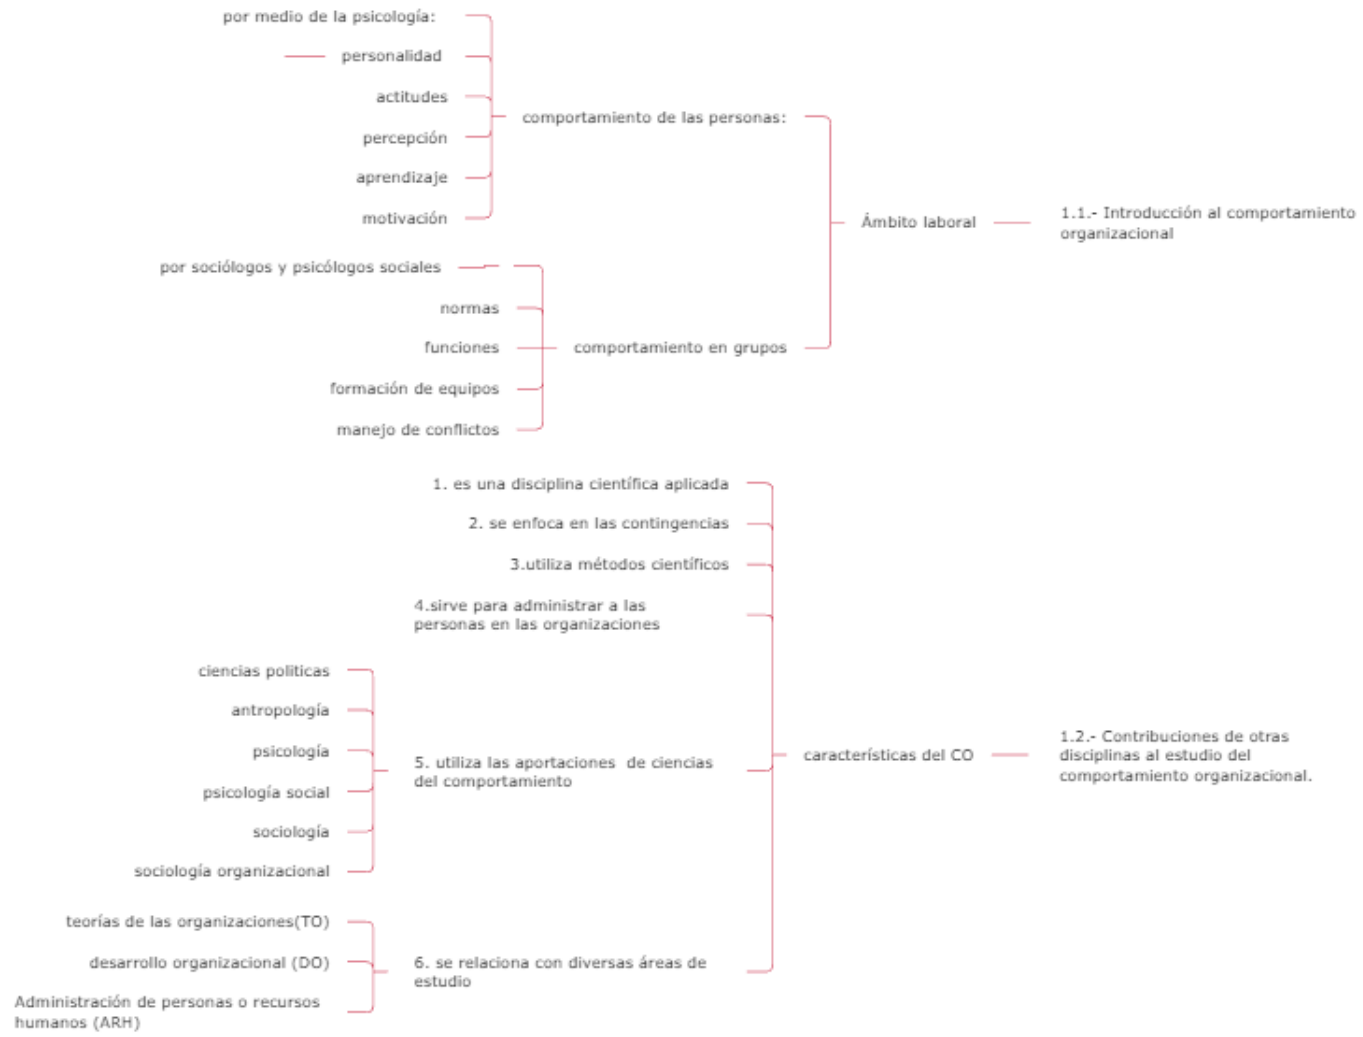 por medio de la psicología:
personalidad
actitudes
percepción
aprendizaje
motivación
comportamiento de las personas:
por sociólogos y psicólogos sociales
normas
funciones
formación de equipos
manejo de conflictos
comportamiento en grupos
Ámbito laboral
1.1.- Introducción al comportamiento
organizacional
1. es una disciplina científica aplicada
2. se enfoca en las contingencias
3.utiliza métodos científicos
4.sirve para administrar a las
personas en las organizaciones
ciencias politicas
antropología
psicología
psicología social
sociología
sociología organizacional
5. utiliza las aportaciones  de ciencias
del comportamiento
teorías de las organizaciones(TO)
desarrollo organizacional (DO)
Administración de personas o recursos
humanos (ARH)
6. se relaciona con diversas áreas de
estudio
características del CO
1.2.- Contribuciones de otras
disciplinas al estudio del
comportamiento organizacional.